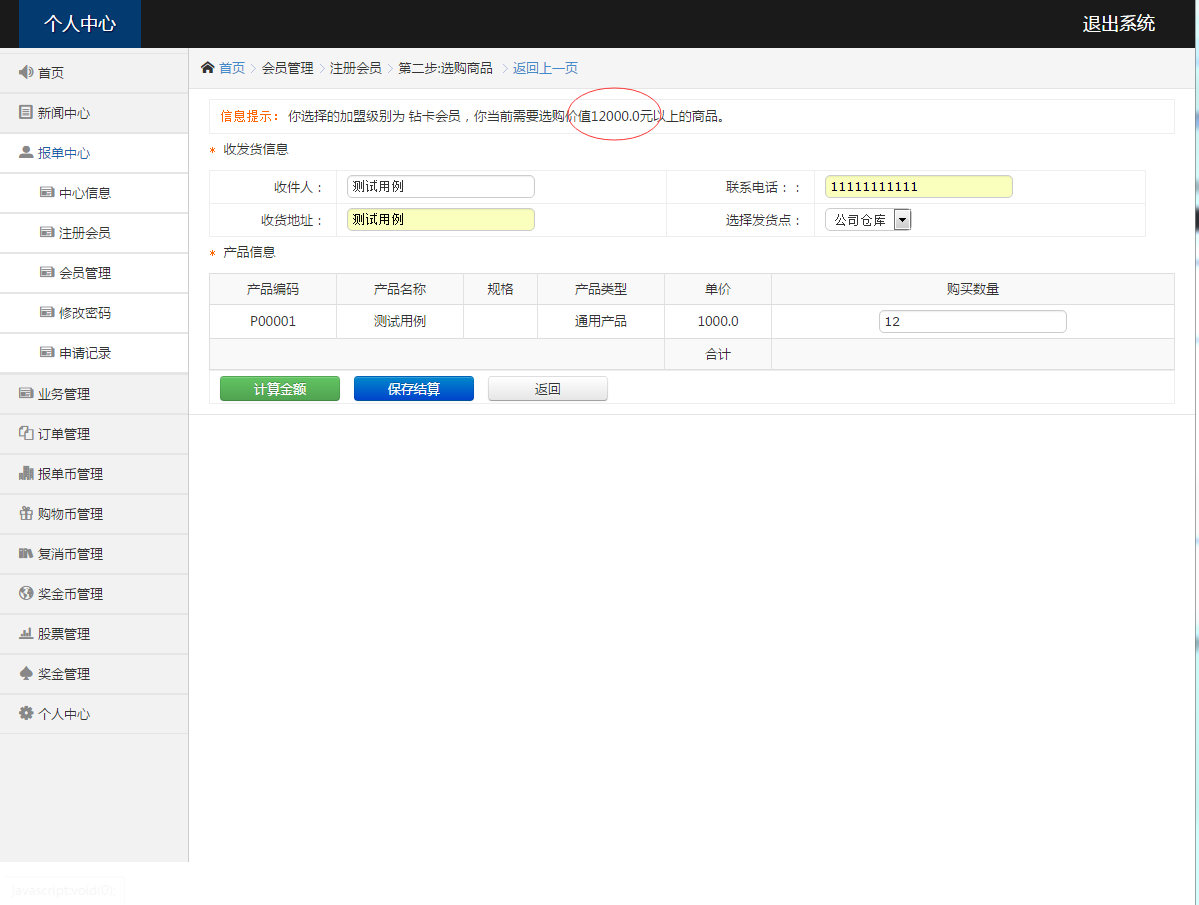 个人中心 退出系统
首页
新闻中心
报单中心
中心信息
注册会员
会员管理
修改密码
申请记录
业务管理
订单管理
报单币管理
购物币管理
复消币管理
奖金币管理
股票管理
奖金管理
个人中心
首页 会员管理 注册会员 第二步:选购商品 返回上一页
信息提示: 你选择的加盟级别为 钻卡会员，你当前需要选购价值12000.0元以上的商品。
* 收发货信息
收件人： 测试用例 联系电话：： 11111111111
收货地址： 测试用例 选择发货点： 公司仓库
* 产品信息
产品编码 产品名称 规格 产品类型 单价 购买数量
P00001 测试用例 通用产品 1000.0 12
合计
计算金额 保存结算 返回
javascript:void(0);